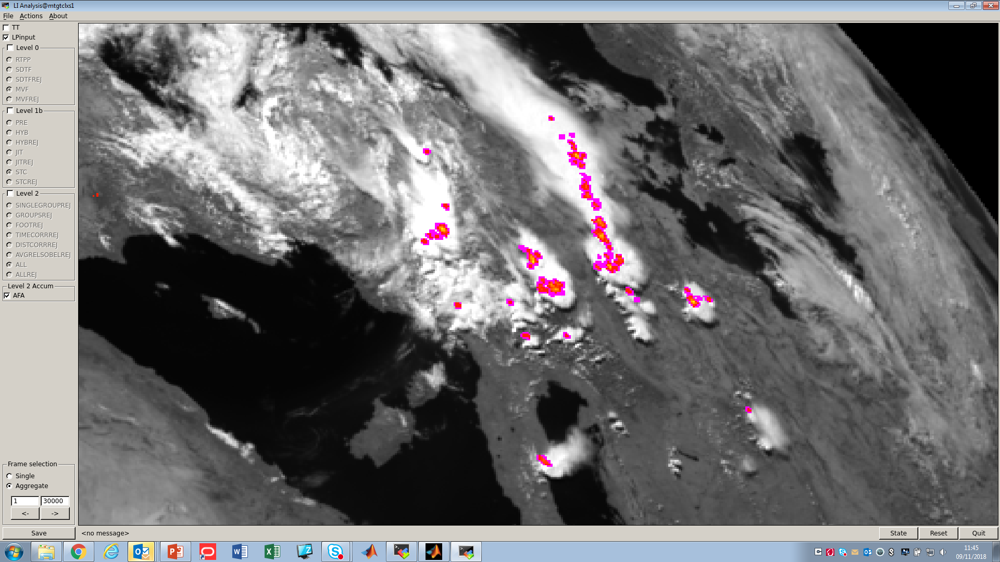 LI Analysis@mtgtclxs1
File Actions About
TT
LPinput
Level 0
RTPP
SDTF
SDTFREJ
MVF
MVFREJ
Level 1b
PRE
HYB
HYBREJ
JIT
JITREJ
STC
STCREJ
Level 2
SINGLEGROUPREJ
GROUPSREJ
FOOTREJ
TIMECORRREJ
DISTCORRREJ
AVGRELSOBELREJ
ALL
ALLREJ
Level 2 Accum
AFA
Frame selection
Single
Aggregate
1 30000
<- ->
Save <no message> State Reset Quit
11:45
09/11/2018